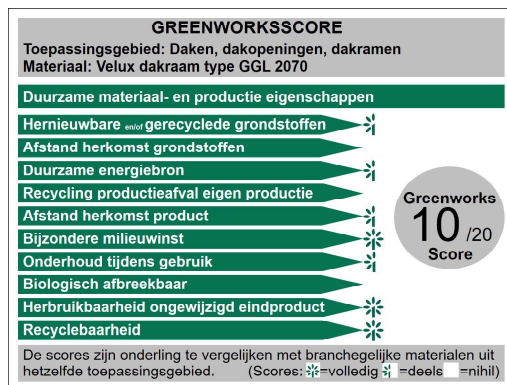 GREENWORKSSCORE
Toepassingsgebied: Daken, dakopeningen, dakramen
Materiaal: Velux dakraam type GGL 2070
Duurzame materiaal- en productie eigenschappen
Hernieuwbare en/of gerecyclede grondstoffen
Afstand herkomst grondstoffen
Duurzame energiebron
Recycling productieafval eigen productie
Afstand herkomst product
Bijzondere milieuwinst
Onderhoud tijdens gebruik
Biologisch afbreekbaar
Herbruikbaarheid ongewijzigd eindproduct
Recyclebaarheid
Greenworks
10 /20
Score
De scores zijn onderling te vergelijken met branchegelijke materialen uit
hetzelfde toepassingsgebied. (Scores: =volledig =deels =nihil)